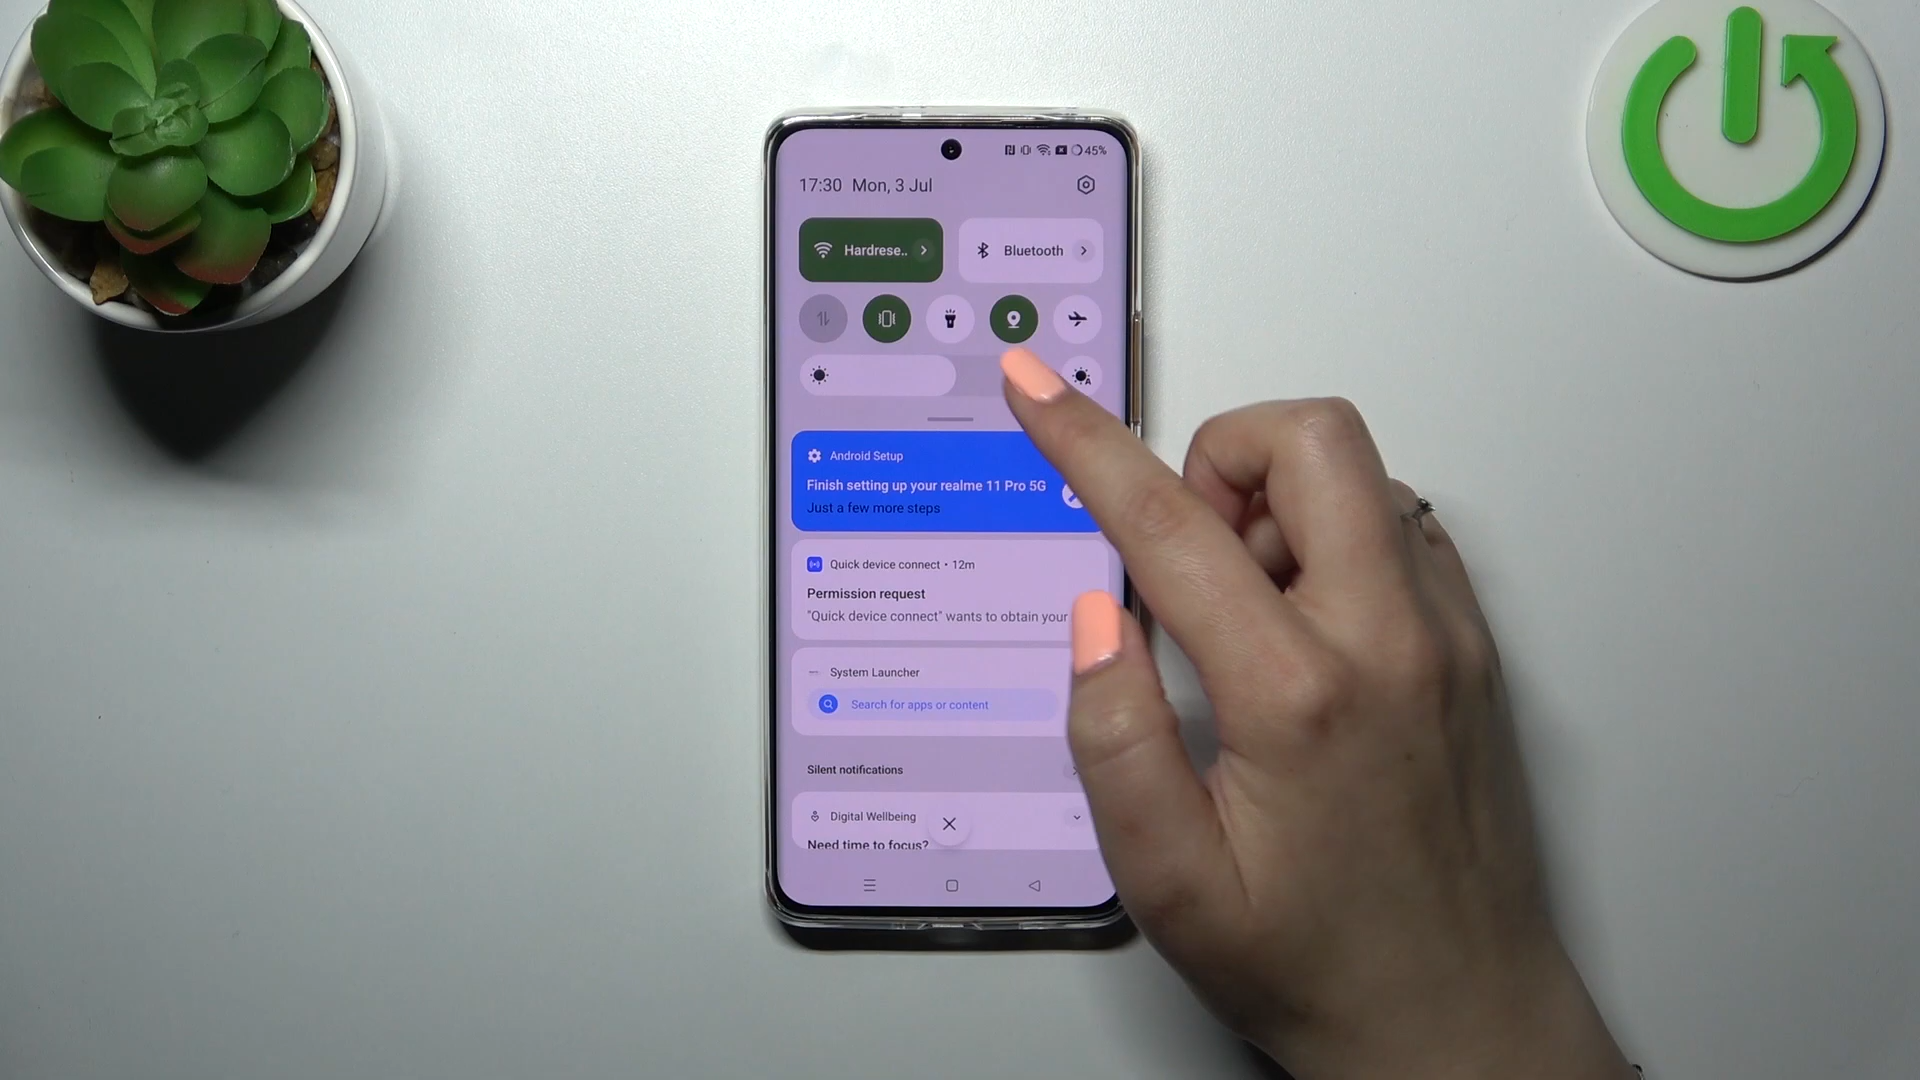 45%
17:30 Mon, 3 Jul
Hardrese..
Bluetooth
Android Setup
Finish setting up your realme 11 Pro 5G
Just a few more steps
Quick device connect • 12m
Permission request
"Quick device connect" wants to obtain your
System Launcher
Search for apps or content
Silent notifications
Digital Wellbeing
Need time to focus?